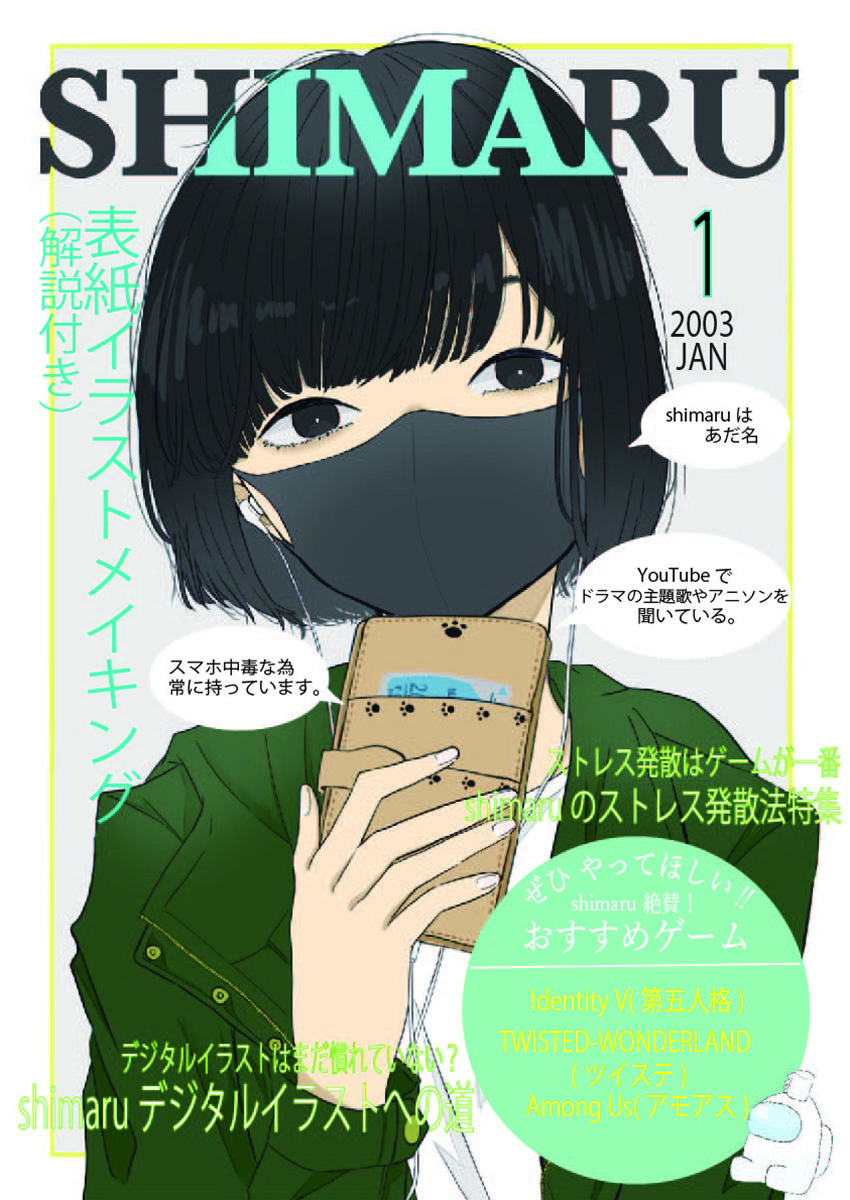 SHIMARU
表紙イラストメイキング
(解説付き)
1
2003
JAN
shimaru は
あだ名
YouTube で
ドラマの主題歌やアニソンを
聞いている。
スマホ中毒な為
常に持っています。
ストレス発散はゲームが一番
shimaru のストレス発散法特集
ぜひ やってほしい!!
shimaru 絶賛！
おすすめゲーム
Identity V( 第五人格 )
TWISTED-WONDERLAND
( ツイステ )
Among Us( アモアス )
デジタルイラストはまだ慣れていない？
shimaru デジタルイラストへの道